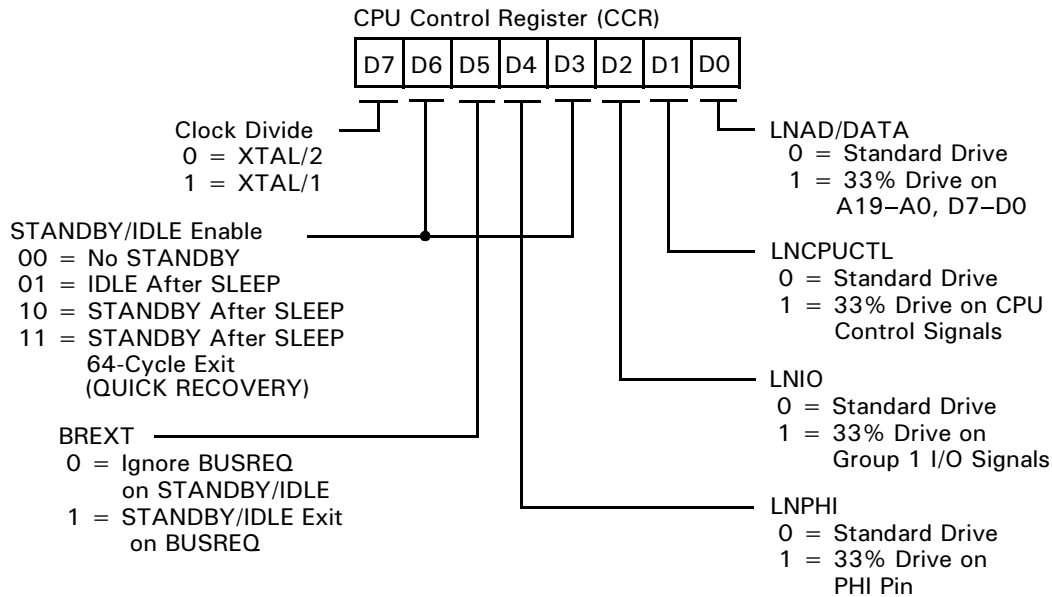 CPU Control Register (CCR)
D7 D6 D5 D4 D3 D2 D1 D0
Clock Divide
0 = XTAL/2
1 = XTAL/1
STANDBY/IDLE Enable
00 = No STANDBY
01 = IDLE After SLEEP
10 = STANDBY After SLEEP
11 = STANDBY After SLEEP
64-Cycle Exit
(QUICK RECOVERY)
BREXT
0 = Ignore BUSREQ
on STANDBY/IDLE
1 = STANDBY/IDLE Exit
on BUSREQ
LNAD/DATA
0 = Standard Drive
1 = 33% Drive on
A19–A0, D7–D0
LNCPUCTL
0 = Standard Drive
1 = 33% Drive on CPU
Control Signals
LNIO
0 = Standard Drive
1 = 33% Drive on
Group 1 I/O Signals
LNPHI
0 = Standard Drive
1 = 33% Drive on
PHI Pin